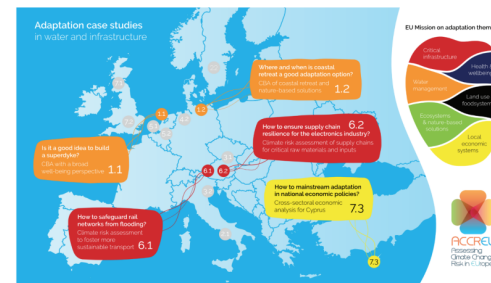 Adaptation case studies
in water and infrastructure
EU Mission on adaptation them
Critical
infrastructure
Health &
wellbein
Water
management
Land use
foodsystem
Ecosystems
& nature-based
solutions
Local
economic
systems
Where and when is coastal
retreat a good adaptation option?
CBA of coastal retreat and
nature-based solutions 1.2
1.1
1.2
Is it a good idea to build
a superdyke?
CBA with a broad
well-being perspective 1.1
How to ensure supply chain 6.2
resilience for the electronics industry?
Climate risk assessment of supply chains
for critical raw materials and inputs
6.1
6.2
How to mainstream adaptation
in national economic policies?
Cross-sectoral economic
analysis for Cyprus 7.3
How to safeguard rail
networks from flooding?
Climate risk assessment
to foster more
sustainable transport 6.1
7.3
ACCREU
Assessing
Climate Chang
Risk in Europe